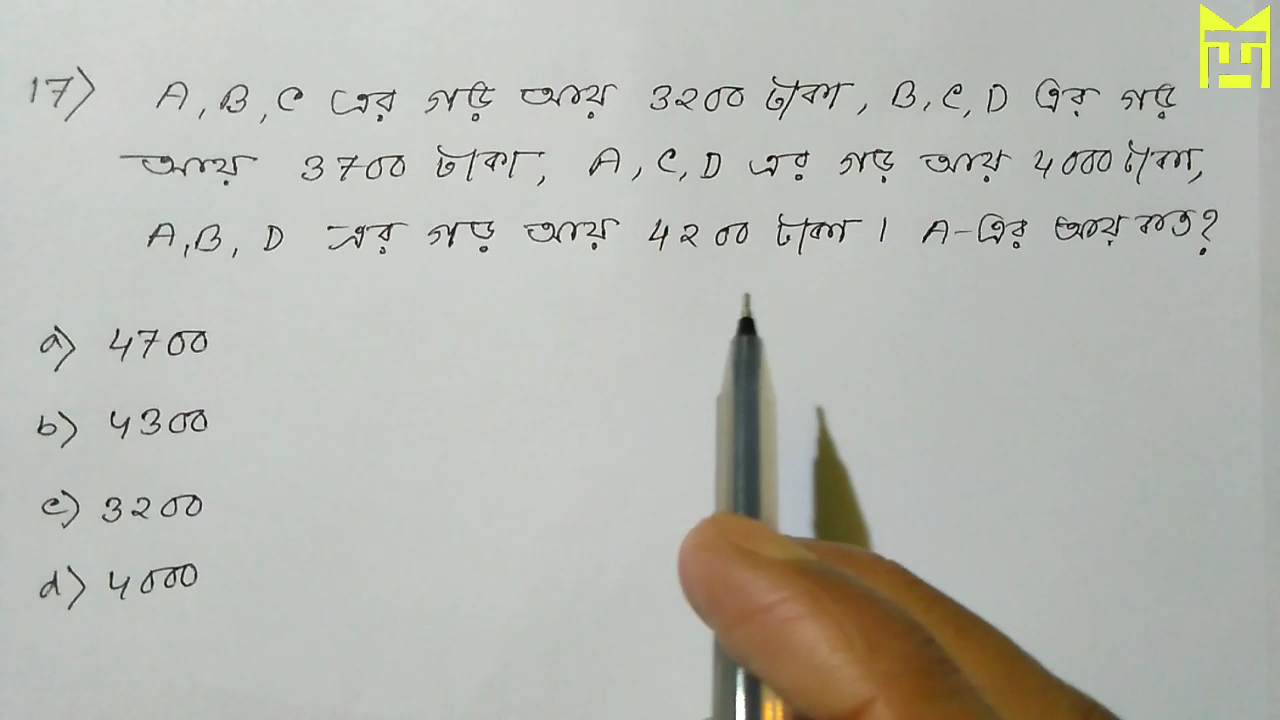 17) A, B, C এর গড় আয় 3200 টাকা, B, C, D এর গড়
আয় 3700 টাকা, A, C, D এর গড় আয় 4000 টাকা,
A, B, D এর গড় আয় 4200 টাকা। A-এর আয় কত?
a) 4700
b) 4300
c) 3200
d) 4000